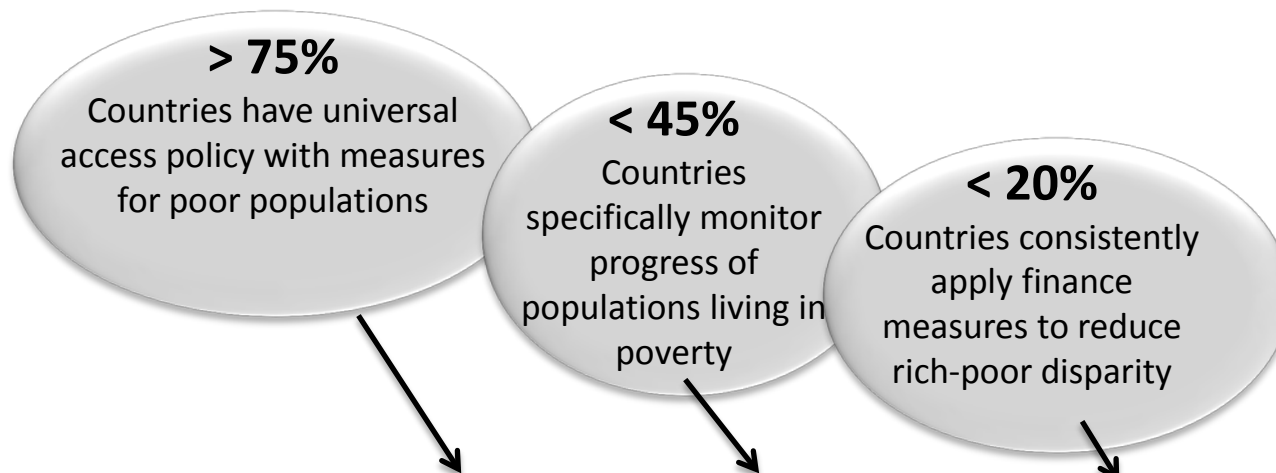 > 75%
Countries have universal
access policy with measures
for poor populations
< 45%
Countries
specifically monitor
progress of
populations living in
poverty
< 20%
Countries consistently
apply finance
measures to reduce
rich-poor disparity